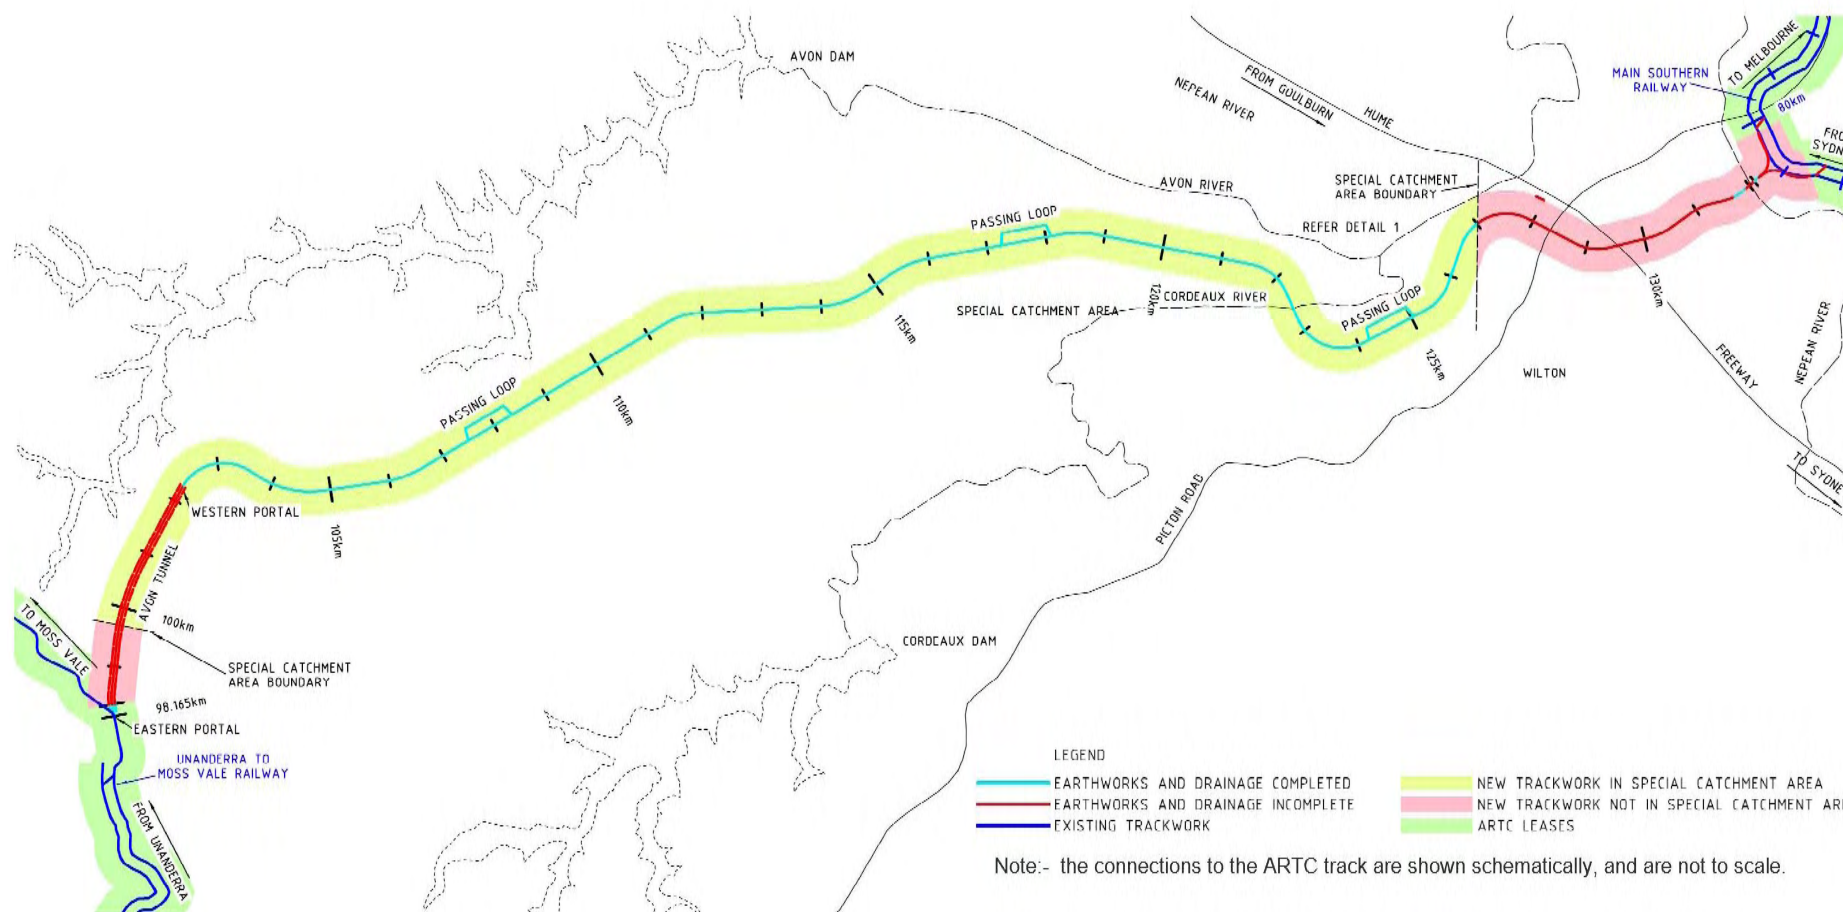 AVON DAM
NEPEAN RIVER
FROM GOULBURN
HUME
MAIN SOUTHERN
RAILWAY
TO MELBOURNE
80km
FRO
SYDN
AVON RIVER
SPECIAL CATCHMENT
AREA BOUNDARY
REFER DETAIL 1
PASSING LOOP
120km
CORDEAUX RIVER
SPECIAL CATCHMENT AREA
PASSING LOOP
115km
125km
130km
WILTON
FREEWAY
NEPEAN RIVER
TO SYDNE
PASSING LOOP
110km
PICTON ROAD
WESTERN PORTAL
105km
AVON TUNNEL
100km
TO MOSS VALE
SPECIAL CATCHMENT
AREA BOUNDARY
98.165km
EASTERN PORTAL
UNANDERRA TO
MOSS VALE RAILWAY
FROM UNANDERRA
CORDEAUX DAM
LEGEND
EARTHWORKS AND DRAINAGE COMPLETED
EARTHWORKS AND DRAINAGE INCOMPLETE
EXISTING TRACKWORK
NEW TRACKWORK IN SPECIAL CATCHMENT AREA
NEW TRACKWORK NOT IN SPECIAL CATCHMENT ARE
ARTC LEASES
Note:- the connections to the ARTC track are shown schematically, and are not to scale.